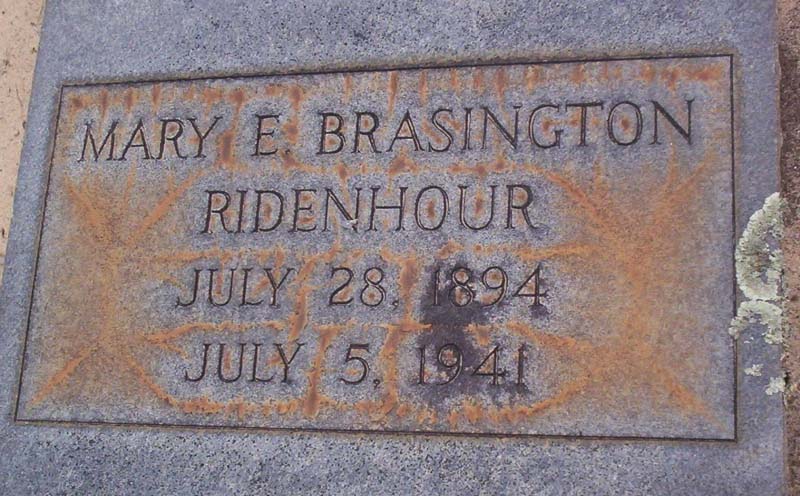 MARY E. BRASINGTON
RIDENHOUR
JULY 28, 1894
JULY 5, 1941